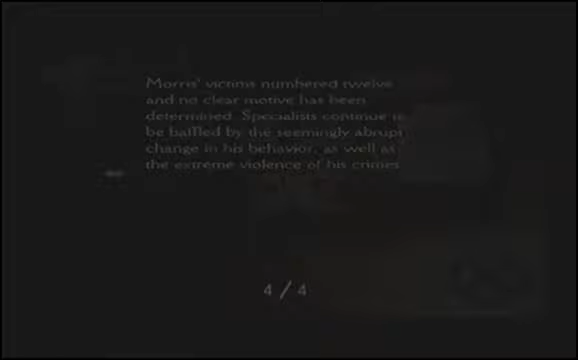 Morris' victims numbered twelve
and no clear motive has been
determined. Specialists continue to
be baffled by the seemingly abrupt
change in his behavior, as well as
the extreme violence of his crimes.
4 / 4